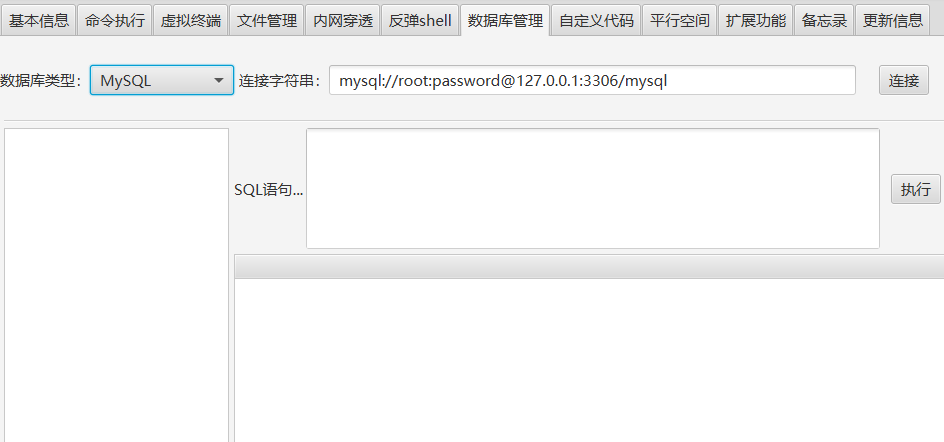 基本信息 命令执行 虚拟终端 文件管理 内网穿透 反弹shell 数据库管理 自定义代码 平行空间 扩展功能 备忘录 更新信息
数据库类型： MySQL 连接字符串： mysql://root:password@127.0.0.1:3306/mysql 连接
SQL语句... 执行